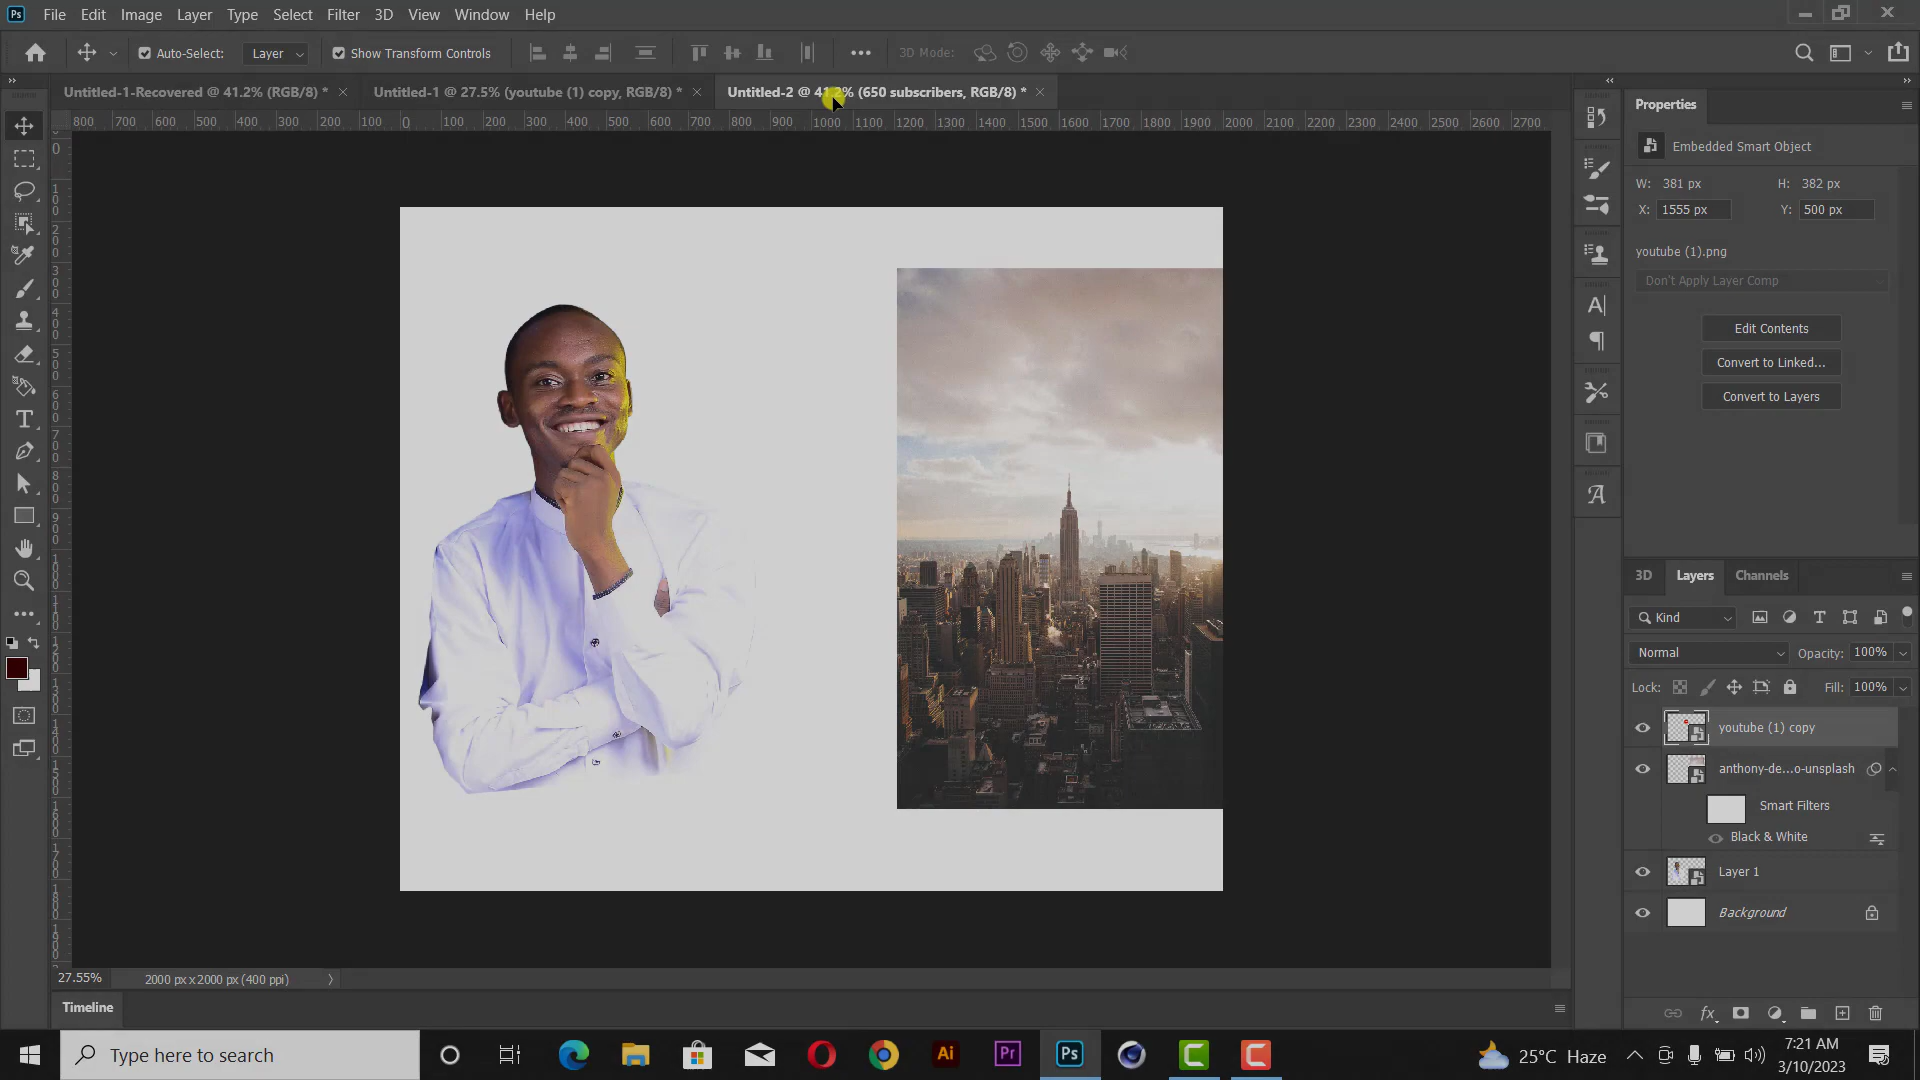 Ps File Edit Image Layer Type Select Filter 3D View Window Help
Auto-Select: Layer Show Transform Controls 3D Mode:
Untitled-1-Recovered @ 41.2% (RGB/8) * Untitled-1 @ 27.5% (youtube (1) copy, RGB/8) * Untitled-2 @ 41.2% (650 subscribers, RGB/8) *
800 700 600 500 400 300 200 100 0 100 200 300 400 500 600 700 800 900 1000 1100 1200 1300 1400 1500 1600 1700 1800 1900 2000 2100 2200 2300 2400 2500 2600 2700
Properties
Embedded Smart Object
W: 381 px H: 382 px
X: 1555 px Y: 500 px
youtube (1).png
Don't Apply Layer Comp
Edit Contents
Convert to Linked...
Convert to Layers
3D Layers Channels
Kind
Normal Opacity: 100%
Lock: Fill: 100%
youtube (1) copy
anthony-de...o-unsplash
Smart Filters
Black & White
Layer 1
Background
27.55% 2000 px x 2000 px (400 ppi)
Timeline
Type here to search Ai Pr Ps 25°C Haze 7:21 AM
3/10/2023